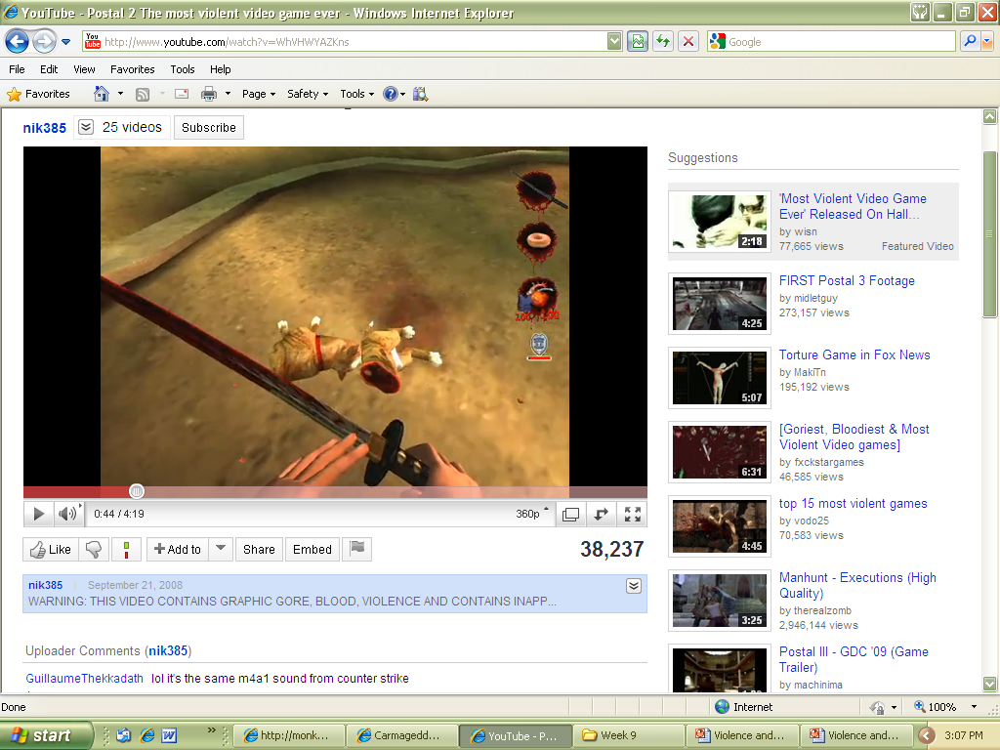 YouTube - Postal 2 The most violent video game ever - Windows Internet Explorer
You Tube http://www.youtube.com/watch?v=WhVHWYAZKns
Google
File Edit View Favorites Tools Help
Favorites Page Safety Tools
nik385 25 videos Subscribe
Suggestions
'Most Violent Video Game
Ever' Released On Hall...
by wisn
2:18
77,665 views Featured Video
FIRST Postal 3 Footage
by midletguy
273,157 views
4:25
Torture Game in Fox News
by MakiTn
195,192 views
5:07
[Goriest, Bloodiest & Most
Violent Video games]
by fxckstargames
6:31
46,585 views
top 15 most violent games
by vodo25
70,583 views
4:45
Manhunt - Executions (High
Quality)
by therealzomb
3:25
2,946,144 views
Postal III - GDC '09 (Game
Trailer)
by machinima
0:44 / 4:19 360p
Like Add to Share Embed 38,237
nik385 September 21, 2008
WARNING: THIS VIDEO CONTAINS GRAPHIC GORE, BLOOD, VIOLENCE AND CONTAINS INAPP...
Uploader Comments (nik385)
GuillaumeThekkadath lol it's the same m4a1 sound from counter strike
Done Internet 100%
start http://monk... Carmagedd... YouTube - P... Week 9 Violence and... Violence and... 3:07 PM